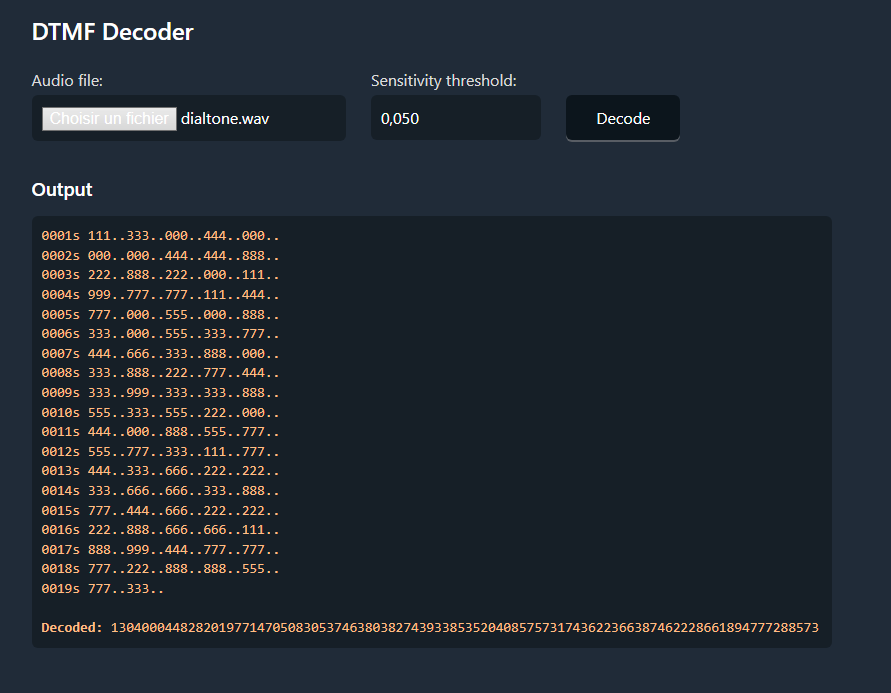 DTMF Decoder
Audio file:
Sensitivity threshold:
Choisir un fichier dialtone.wav
0,050
Decode
Output
0001s 111..333..000..444..000..
0002s 000..000..444..444..888..
0003s 222..888..222..000..111..
0004s 999..777..777..111..444..
0005s 777..000..555..000..888..
0006s 333..000..555..333..777..
0007s 444..666..333..888..000..
0008s 333..888..222..777..444..
0009s 333..999..333..333..888..
0010s 555..333..555..222..000..
0011s 444..000..888..555..777..
0012s 555..777..333..111..777..
0013s 444..333..666..222..222..
0014s 333..666..666..333..888..
0015s 777..444..666..222..222..
0016s 222..888..666..666..111..
0017s 888..999..444..777..777..
0018s 777..222..888..888..555..
0019s 777..333..
Decoded: 13040004482820197714705083053746380382743933853520408575731743622366387462228661894777288573